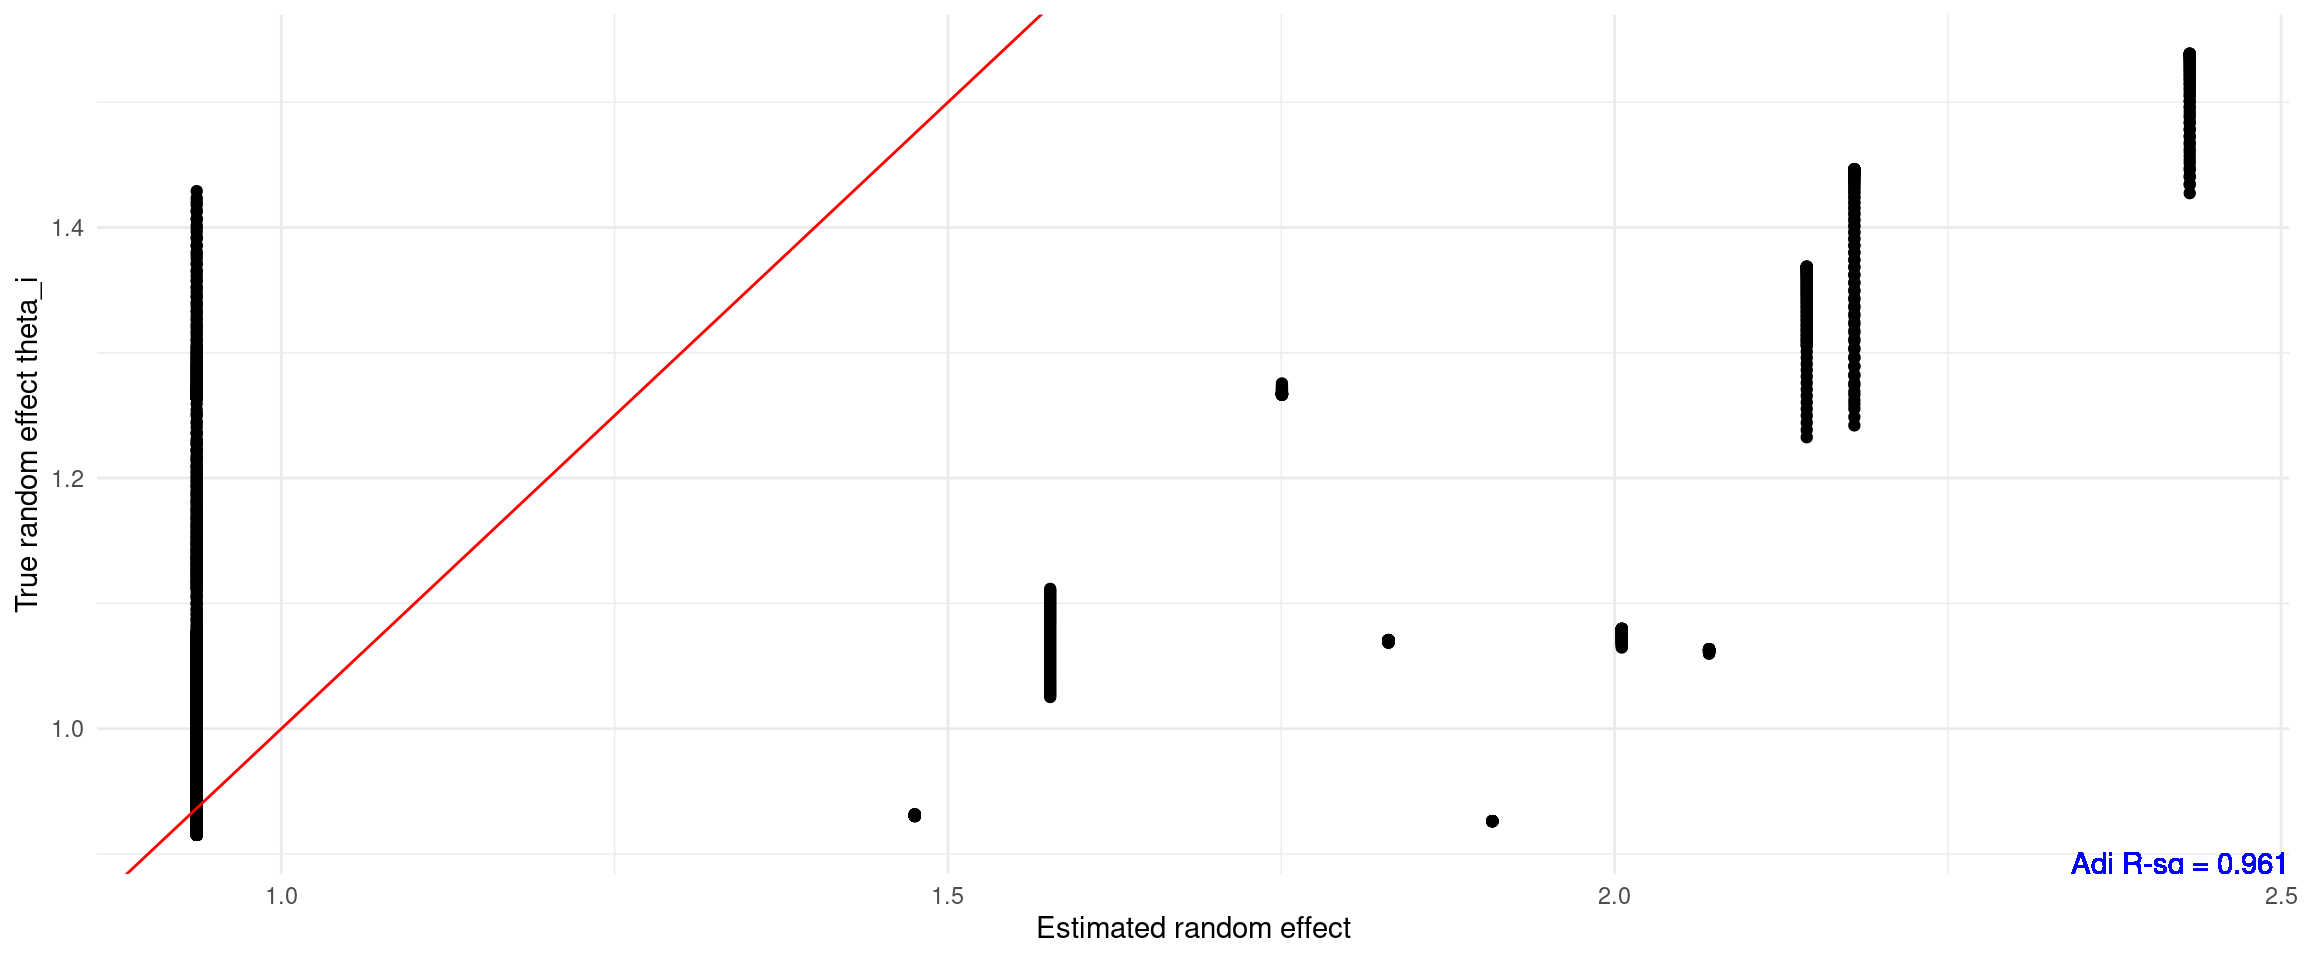 True random effect theta_i
1.4
1.2
1.0
1.0
1.5
2.0
2.5
Estimated random effect
Adj R-sq = 0.961